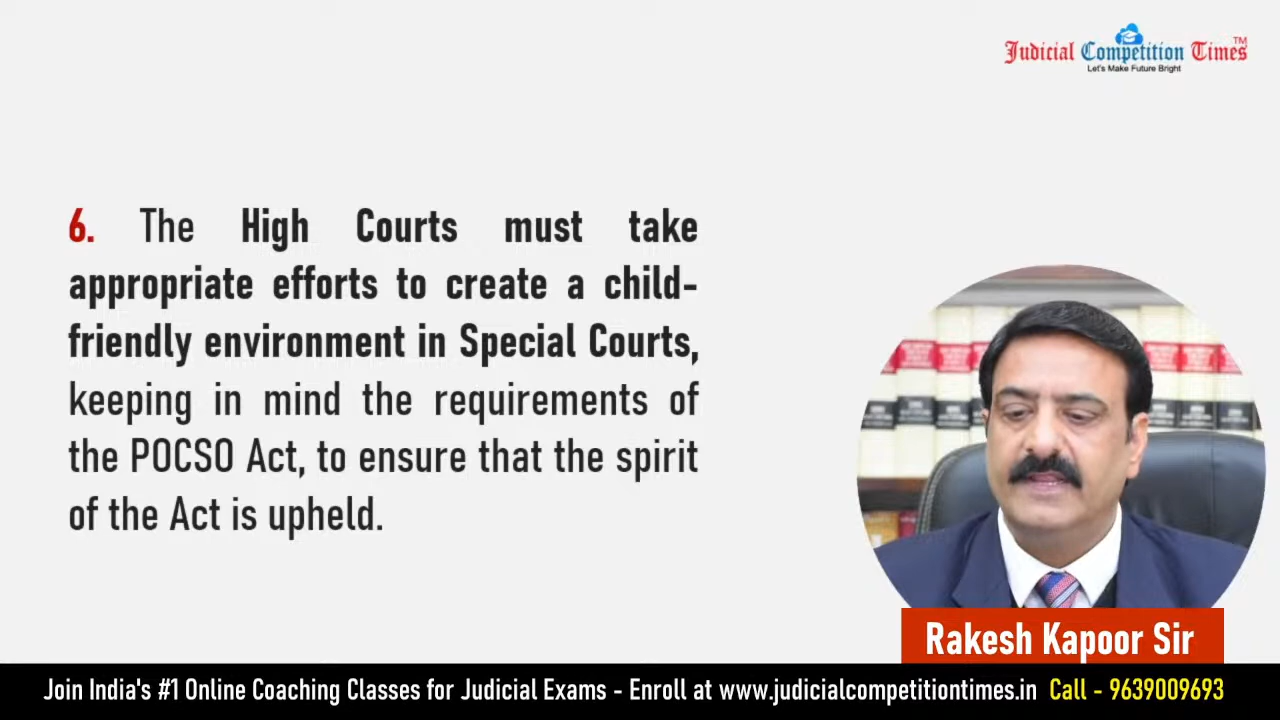 Judicial Competition Times™
Let's Make Future Bright
6. The High Courts must take
appropriate efforts to create a child-
friendly environment in Special Courts,
keeping in mind the requirements of
the POCSO Act, to ensure that the spirit
of the Act is upheld.
Rakesh Kapoor Sir
Join India's #1 Online Coaching Classes for Judicial Exams - Enroll at www.judicialcompetitiontimes.in Call - 9639009693